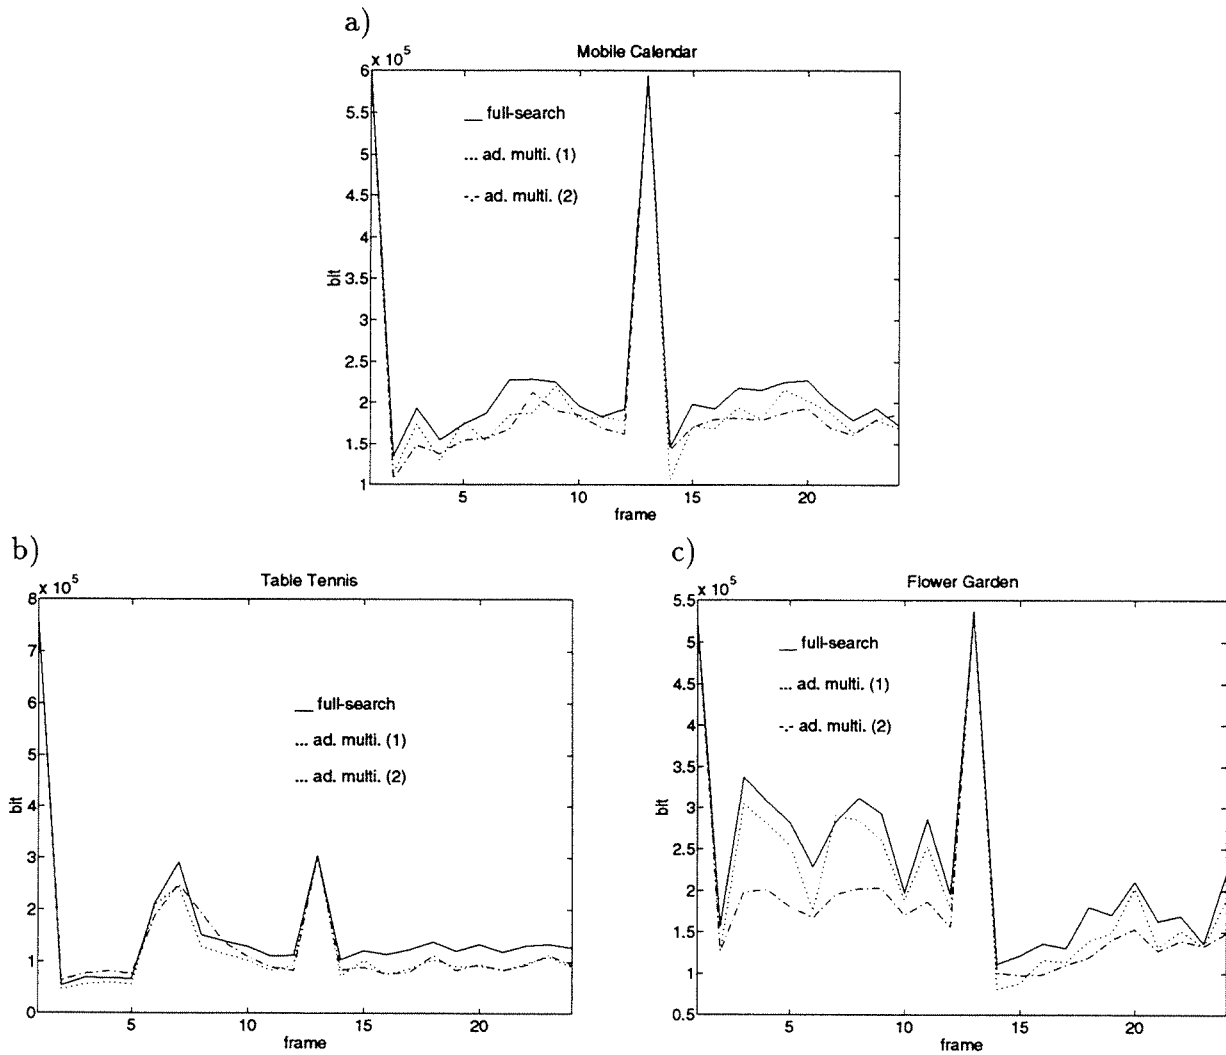 a)
Mobile Calendar
x 10^5
6
5.5
5
4.5
4
3.5
3
2.5
2
1.5
1
bit
__ full-search
... ad. multi. (1)
-.- ad. multi. (2)
5
10
15
20
frame
b)
Table Tennis
x 10^5
8
7
6
5
4
3
2
1
0
bit
__ full-search
... ad. multi. (1)
... ad. multi. (2)
5
10
15
20
frame
c)
Flower Garden
x 10^5
5.5
5
4.5
4
3.5
3
2.5
2
1.5
1
0.5
bit
__ full-search
... ad. multi. (1)
-.- ad. multi. (2)
5
10
15
20
frame